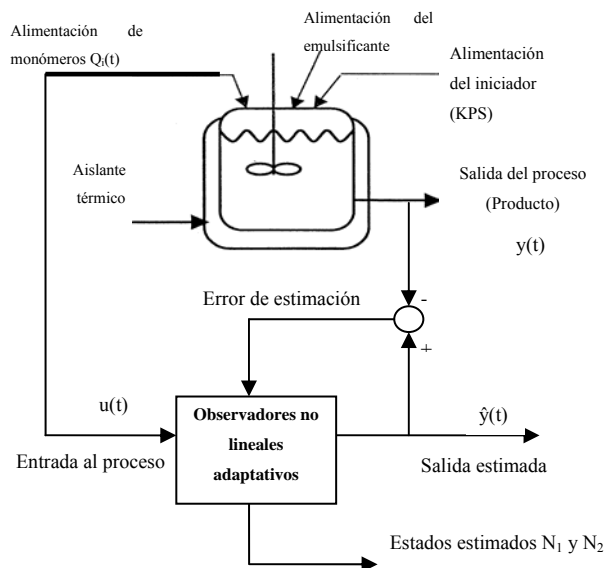 Alimentación de
monómeros Qi(t)
Alimentación del
emulsificante
Alimentación
del iniciador
(KPS)
Aislante
térmico
Salida del proceso
(Producto)
y(t)
Error de estimación
-
+
u(t)
Entrada al proceso
Observadores no
lineales
adaptativos
ŷ(t)
Salida estimada
Estados estimados N1 y N2